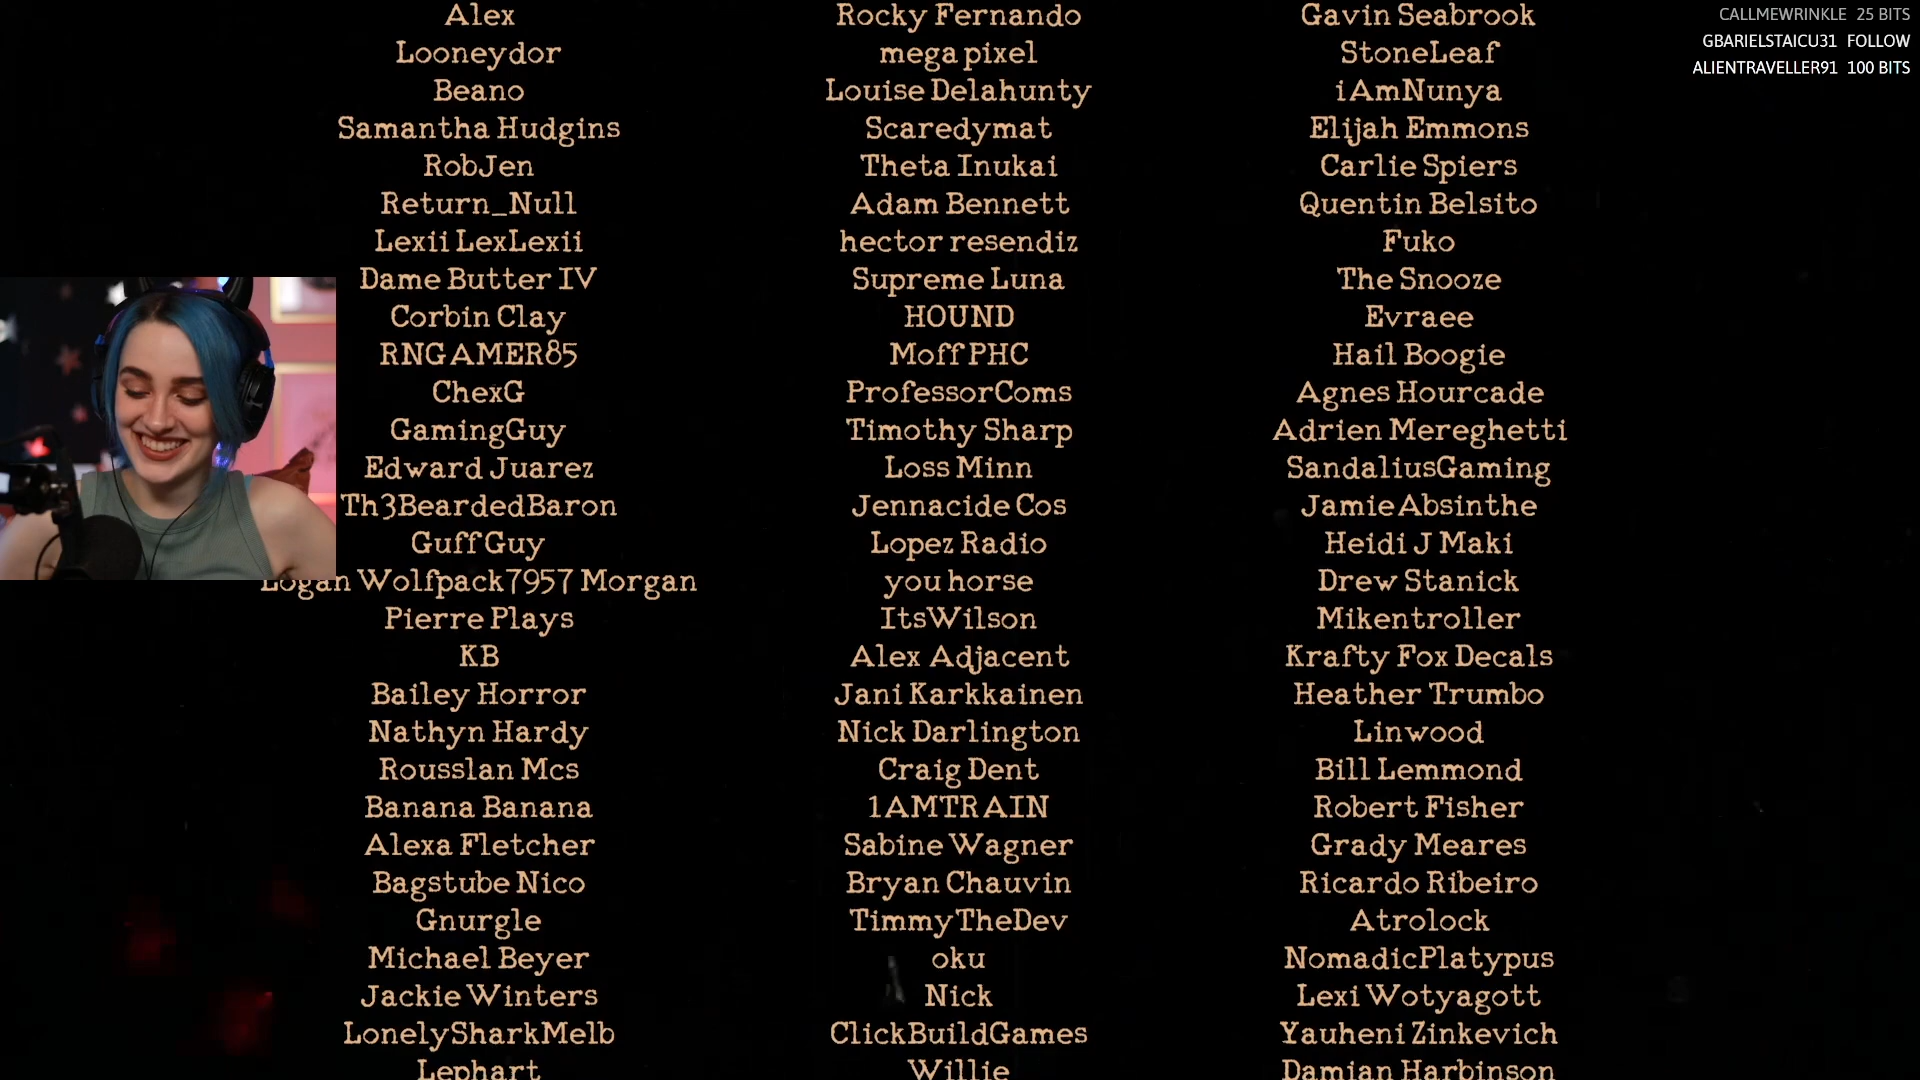 Alex Rocky Fernando Gavin Seabrook CALLMEWRINKLE 25 BITS
Looneydor mega pixel StoneLeaf GBARIELSTAICU31 FOLLOW
ALIENTRAVELLER91 100 BITS
Beano Louise Delahunty iAmNunya
Samantha Hudgins Scaredymat Elijah Emmons
RobJen Theta Inukai Carlie Spiers
Return_Null Adam Bennett Quentin Belsito
Lexii LexLexii hector resendiz Fuko
Dame Butter IV Supreme Luna The Snooze
Corbin Clay HOUND Evraee
RNGAMER85 Moff PHC Hail Boogie
ChexG ProfessorComs Agnes Hourcade
GamingGuy Timothy Sharp Adrien Mereghetti
Edward Juarez Loss Minn SandaliusGaming
Th3BeardedBaron Jennacide Cos JamieAbsinthe
Guff Guy Lopez Radio Heidi J Maki
Logan Wolfpack7957 Morgan you horse Drew Stanick
Pierre Plays ItsWilson Mikentroller
KB Alex Adjacent Krafty Fox Decals
Bailey Horror Jani Karkkainen Heather Trumbo
Nathyn Hardy Nick Darlington Linwood
Rousslan Mcs Craig Dent Bill Lemmond
Banana Banana 1AMTRAIN Robert Fisher
Alexa Fletcher Sabine Wagner Grady Meares
Bagstube Nico Bryan Chauvin Ricardo Ribeiro
Gnurgle TimmyTheDev Atrolock
Michael Beyer oku NomadicPlatypus
Jackie Winters Nick Lexi Wotyagott
LonelySharkMelb ClickBuildGames Yauheni Zinkevich
Lephart Willie Damian Harbinson